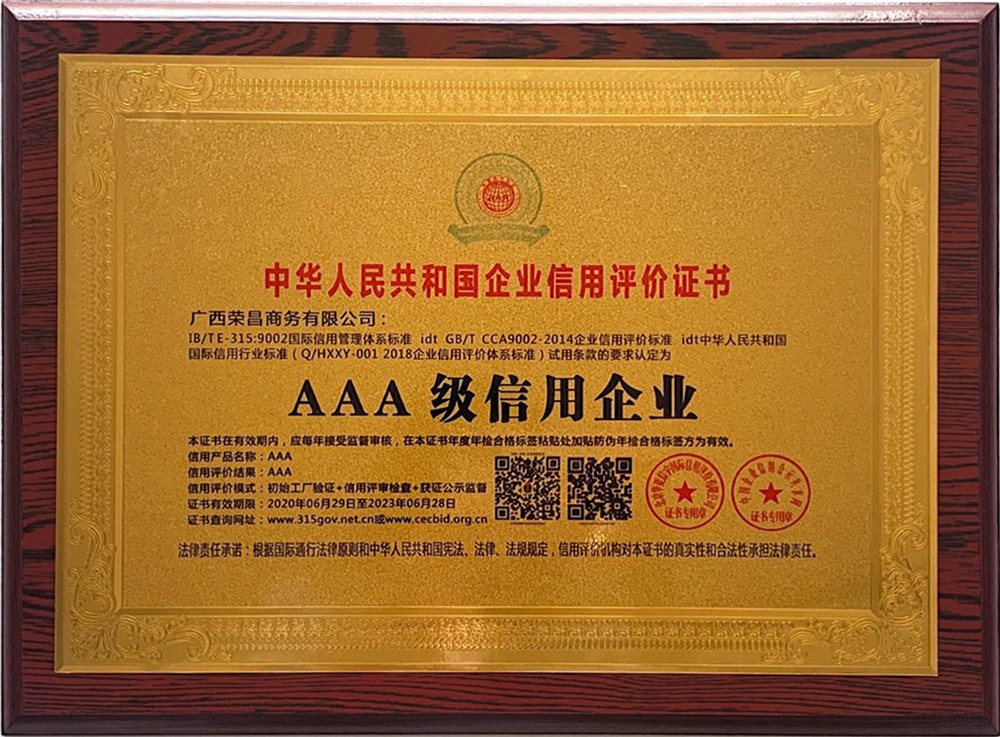 中华人民共和国企业信用评价证书
广西荣昌商务有限公司：
IB/TE-315:9002国际信用管理体系标准 idt GB/T CCA9002-2014企业信用评价标准 idt中华人民共和国
国际信用行业标准（Q/HXXY-001 2018企业信用评价体系标准）试用条款的要求认定为
AAA 级信用企业
本证书在有效期内，应每年接受监督审核，在本证书年度年检合格标签粘贴处加贴防伪年检合格标签方为有效。
信用产品名称：AAA
信用评价结果：AAA
信用评价模式：初始工厂验证+信用评审检查+获证公示监督
证书有效期限：2020年06月29日至2023年06月28日
证书查询网址：www.315gov.net.cn或www.cecbid.org.cn
证书专用章
证书专用章
法律责任承诺：根据国际通行法律原则和中华人民共和国宪法、法律、法规规定，信用评价机构对本证书的真实性和合法性承担法律责任。